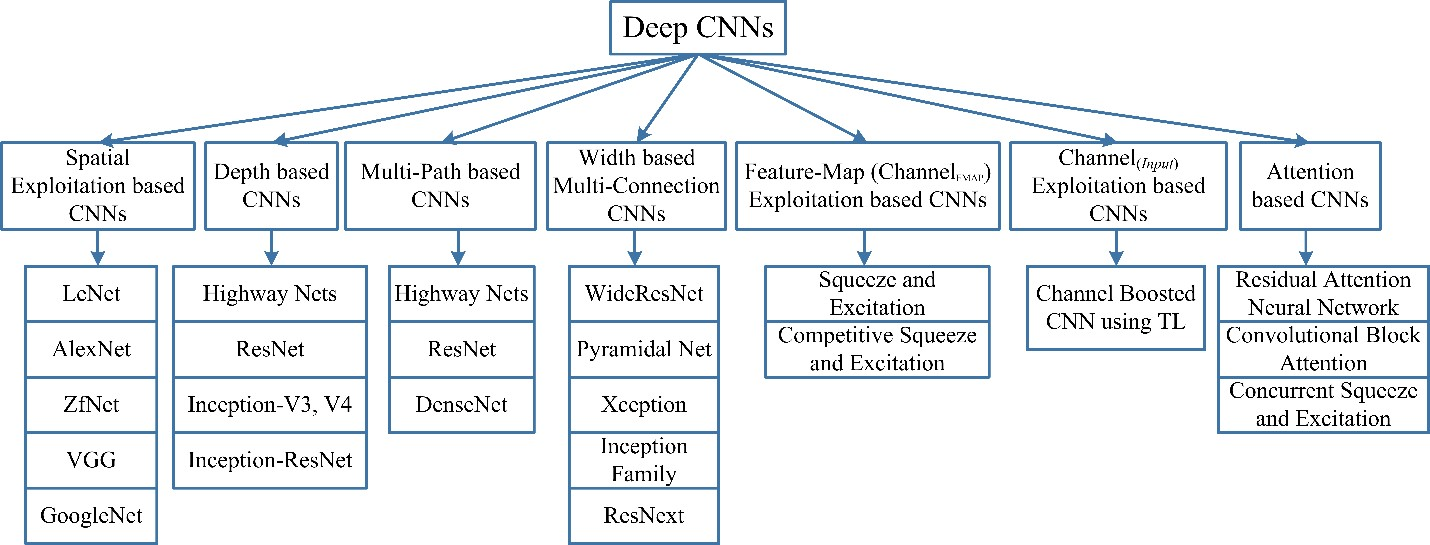 Deep CNNs
Spatial
Exploitation based
CNNs
Depth based
CNNs
Multi-Path based
CNNs
Width based
Multi-Connection
CNNs
Feature-Map (ChannelFMAP)
Exploitation based CNNs
Channel(Input)
Exploitation based
CNNs
Attention
based CNNs
LeNet
AlexNet
ZfNet
VGG
GoogleNet
Highway Nets
ResNet
Inception-V3, V4
Inception-ResNet
Highway Nets
ResNet
DenseNet
WideResNet
Pyramidal Net
Xception
Inception
Family
ResNext
Squeeze and
Excitation
Competitive Squeeze
and Excitation
Channel Boosted
CNN using TL
Residual Attention
Neural Network
Convolutional Block
Attention
Concurrent Squeeze
and Excitation